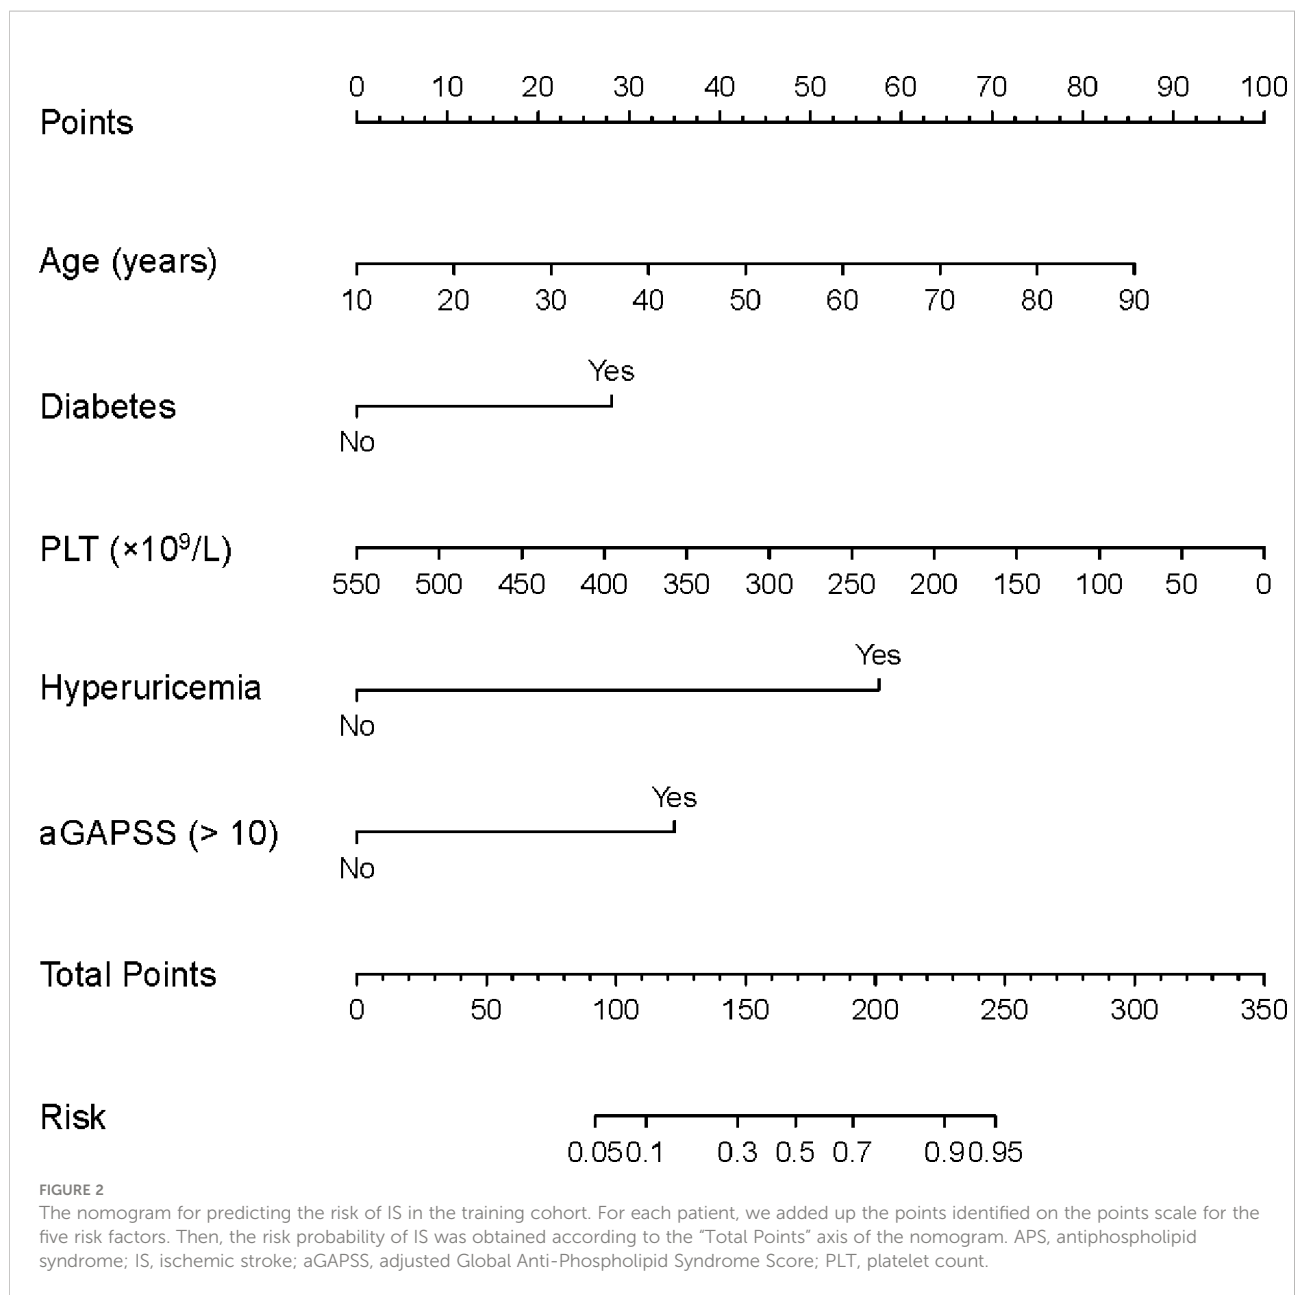 0 10 20 30 40 50 60 70 80 90 100
Points
Age (years)
10 20 30 40 50 60 70 80 90
Yes
Diabetes
No
PLT (×10⁹/L)
550 500 450 400 350 300 250 200 150 100 50 0
Yes
Hyperuricemia
No
Yes
aGAPSS (> 10)
No
Total Points
0 50 100 150 200 250 300 350
Risk
0.05 0.1 0.3 0.5 0.7 0.9 0.95
FIGURE 2
The nomogram for predicting the risk of IS in the training cohort. For each patient, we added up the points identified on the points scale for the
five risk factors. Then, the risk probability of IS was obtained according to the “Total Points” axis of the nomogram. APS, antiphospholipid
syndrome; IS, ischemic stroke; aGAPSS, adjusted Global Anti-Phospholipid Syndrome Score; PLT, platelet count.